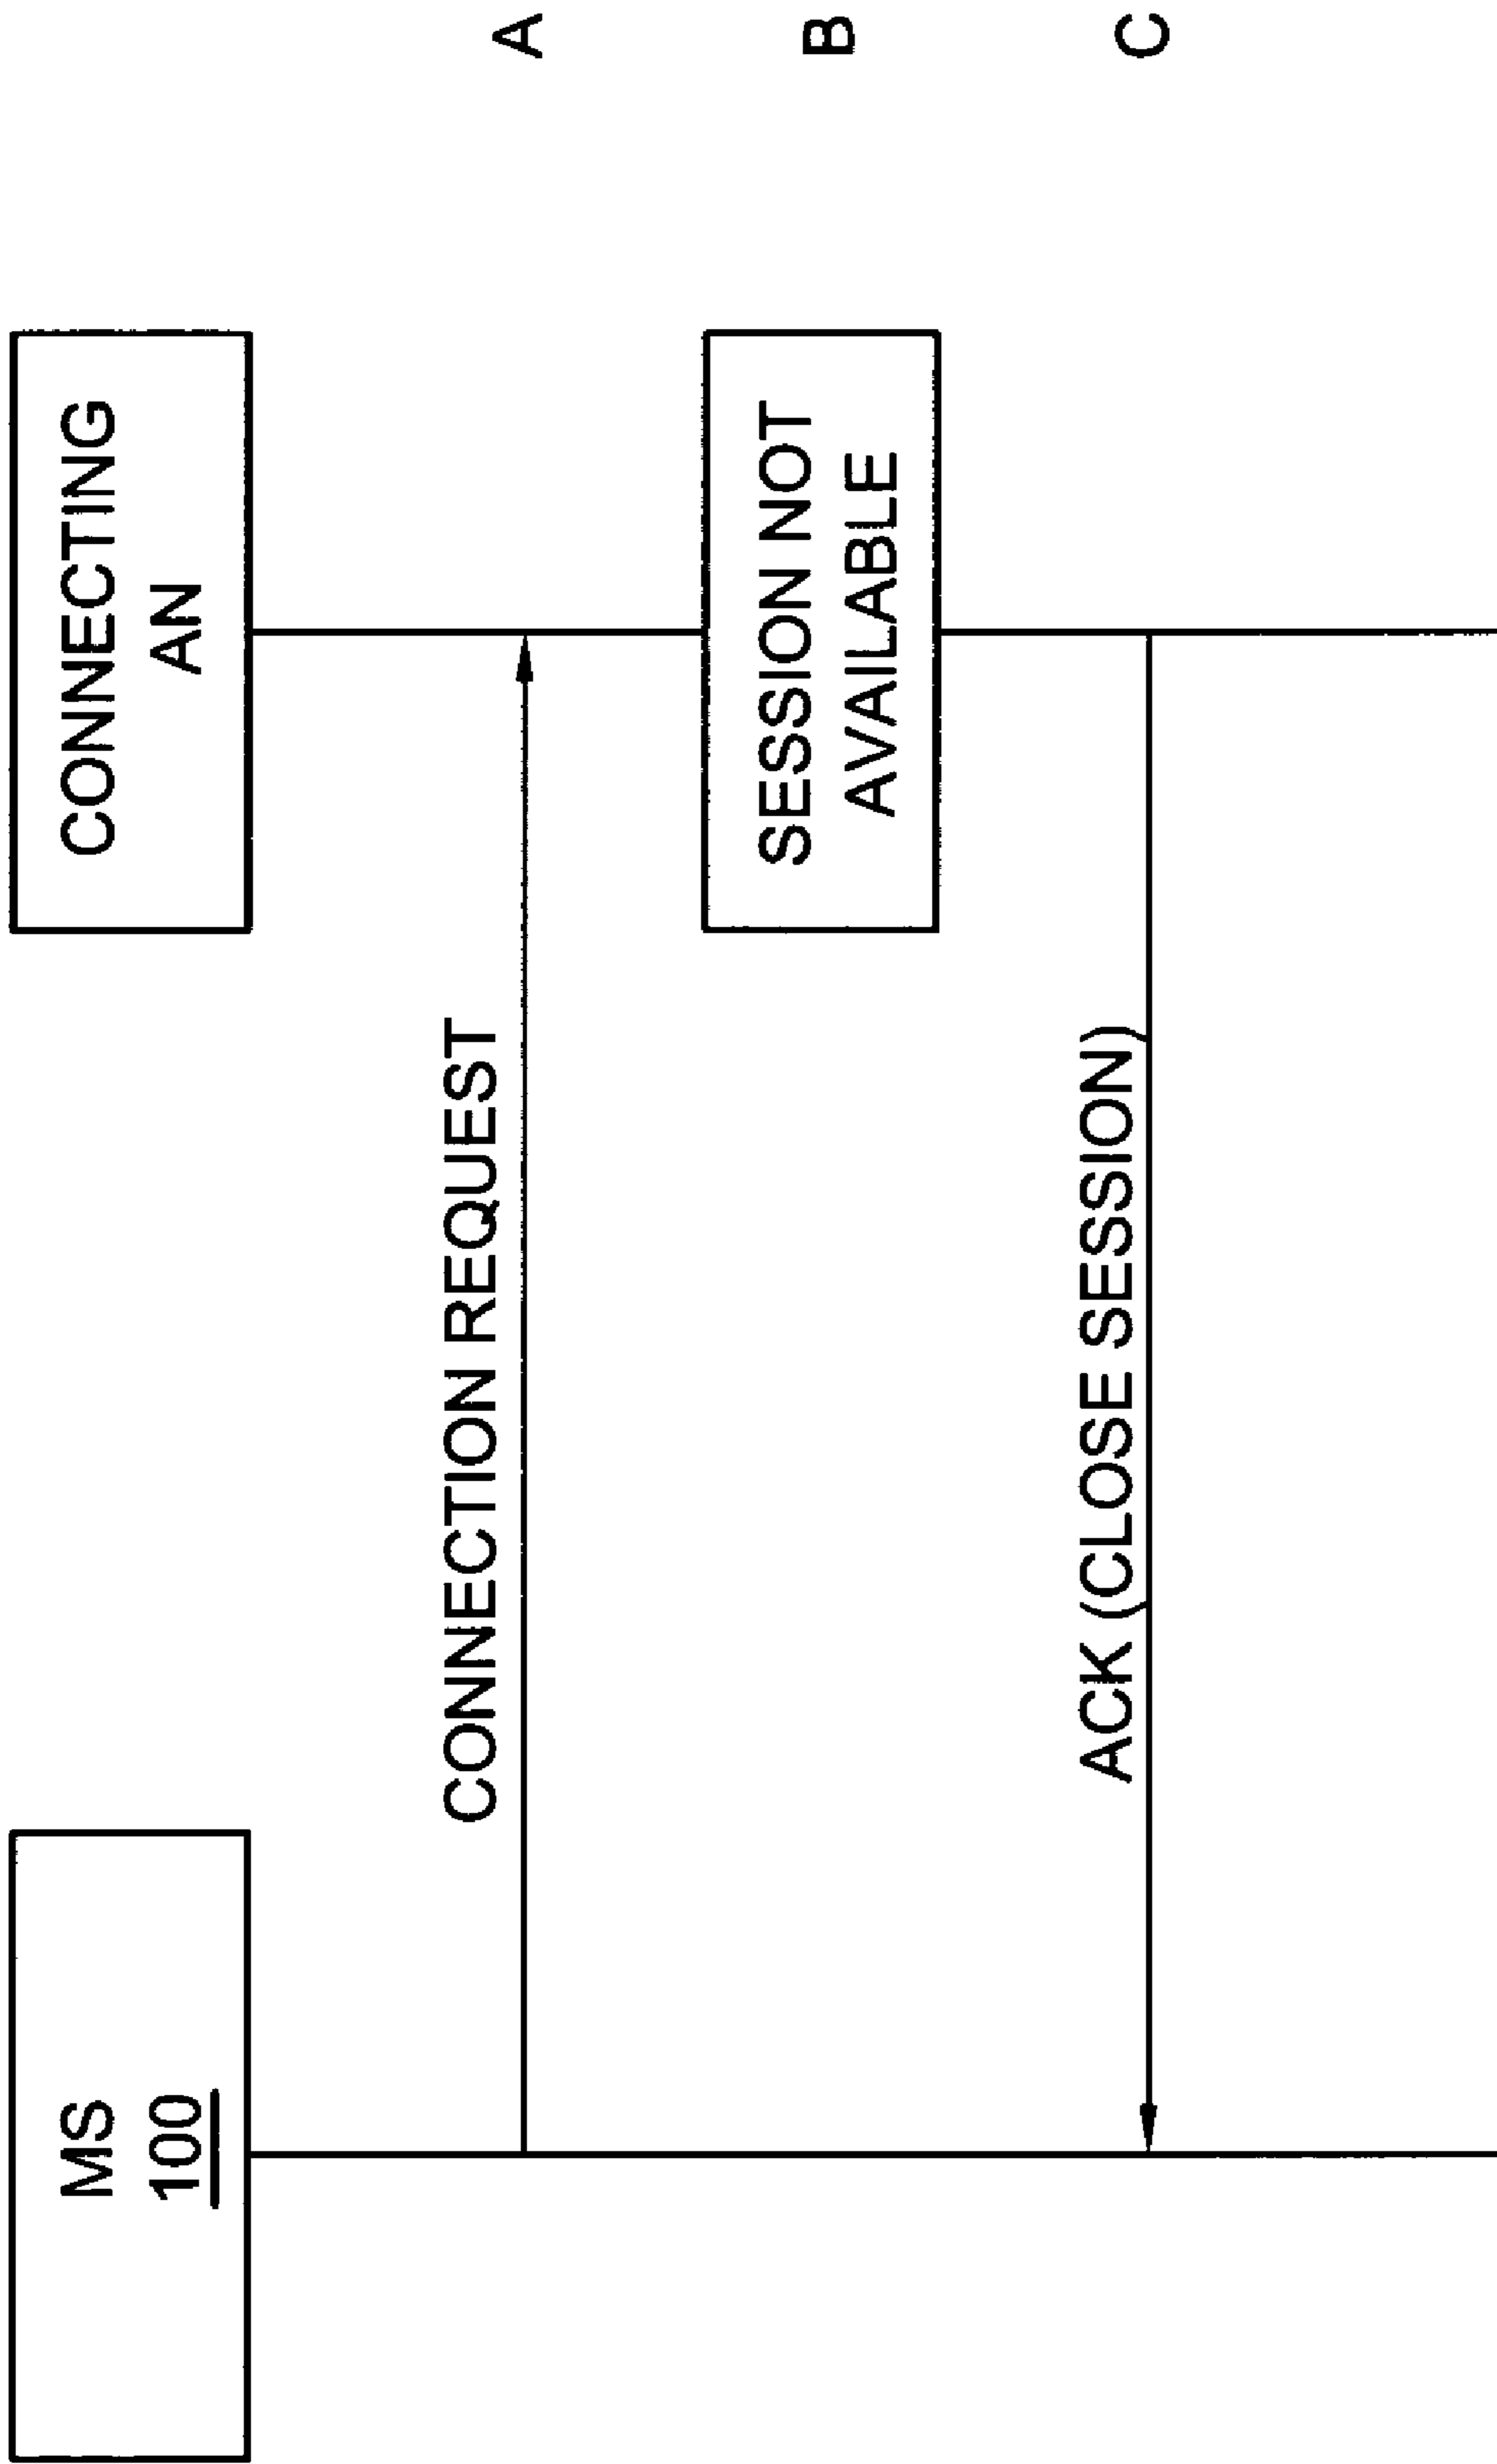 MS
100
CONNECTING
AN
CONNECTION REQUEST
A
SESSION NOT
AVAILABLE
B
ACK (CLOSE SESSION)
C